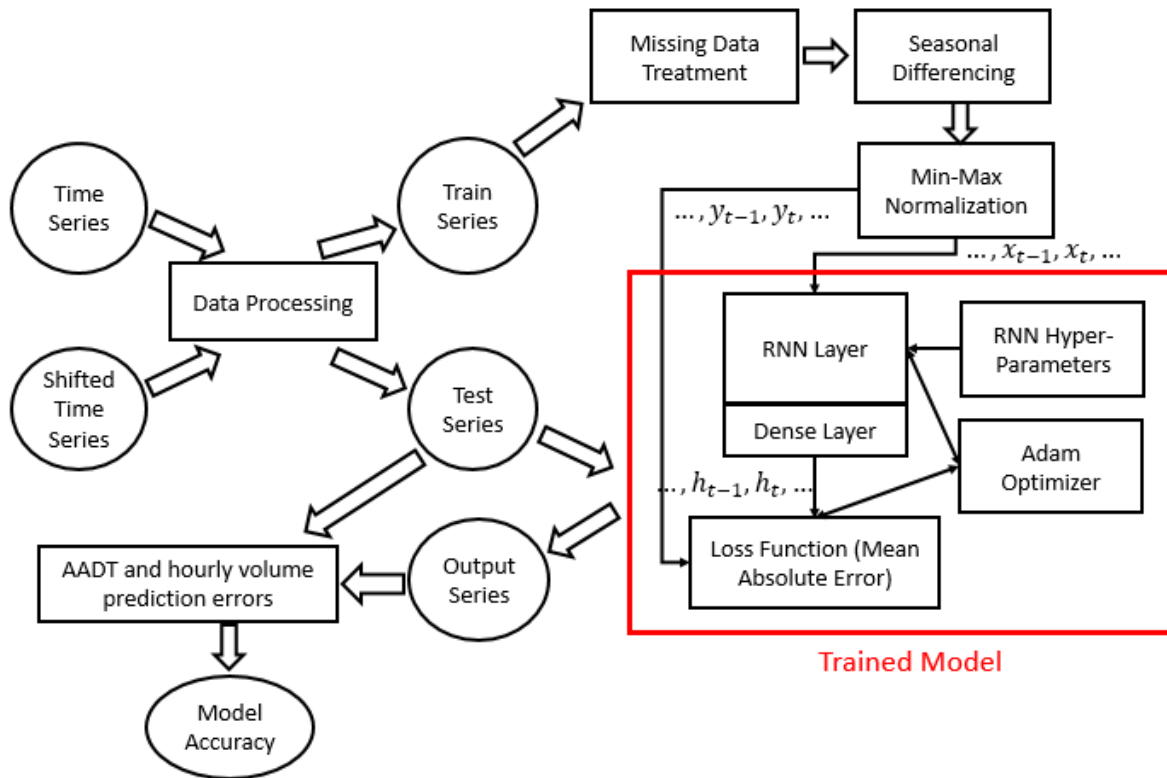 Missing Data
Treatment
Seasonal
Differencing
Time
Series
Train
Series
Min-Max
Normalization
…, y_{t-1}, y_t, …
…, x_{t-1}, x_t, …
Data Processing
RNN Layer
RNN Hyper-
Parameters
Shifted
Time
Series
Test
Series
Dense Layer
Adam
Optimizer
…, h_{t-1}, h_t, …
Loss Function (Mean
Absolute Error)
AADT and hourly volume
prediction errors
Output
Series
Trained Model
Model
Accuracy